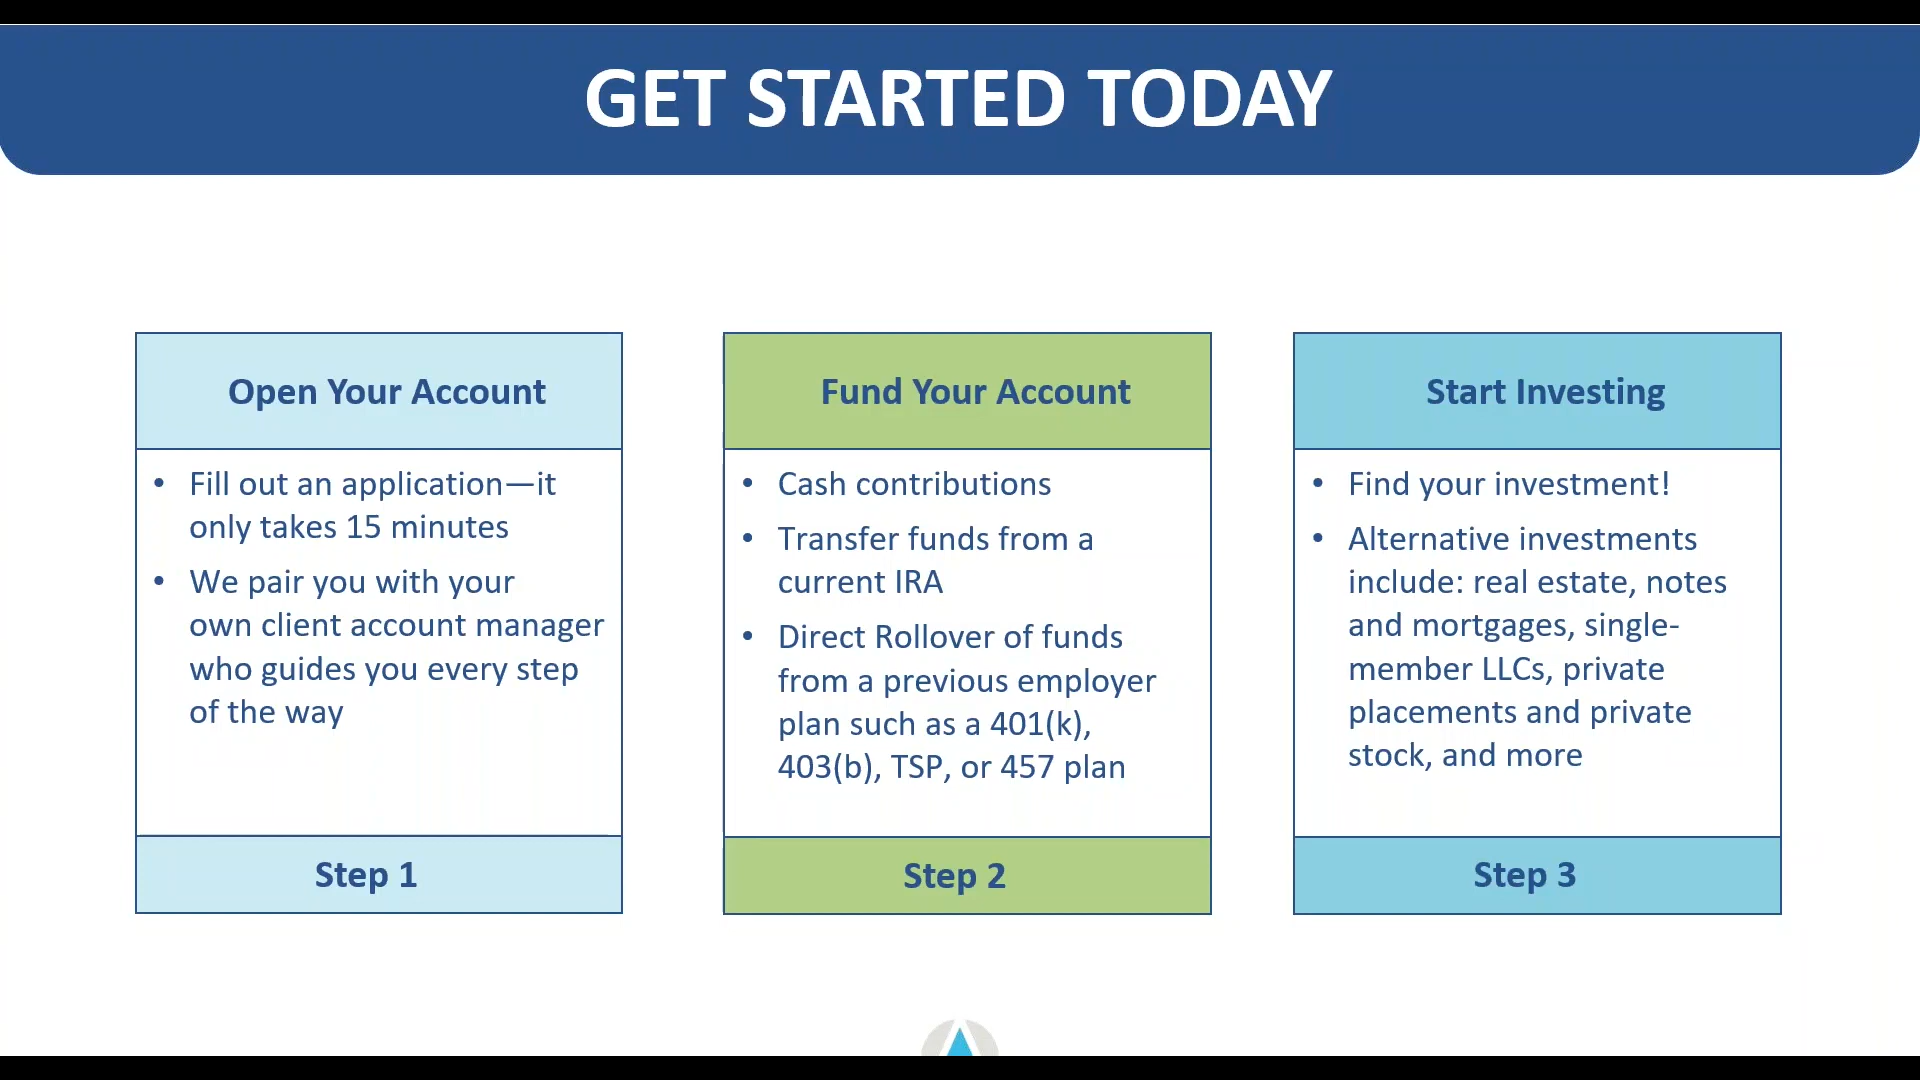 GET STARTED TODAY
Open Your Account
• Fill out an application—it
only takes 15 minutes
• We pair you with your
own client account manager
who guides you every step
of the way
Step 1
Fund Your Account
• Cash contributions
• Transfer funds from a
current IRA
• Direct Rollover of funds
from a previous employer
plan such as a 401(k),
403(b), TSP, or 457 plan
Step 2
Start Investing
• Find your investment!
• Alternative investments
include: real estate, notes
and mortgages, single-
member LLCs, private
placements and private
stock, and more
Step 3